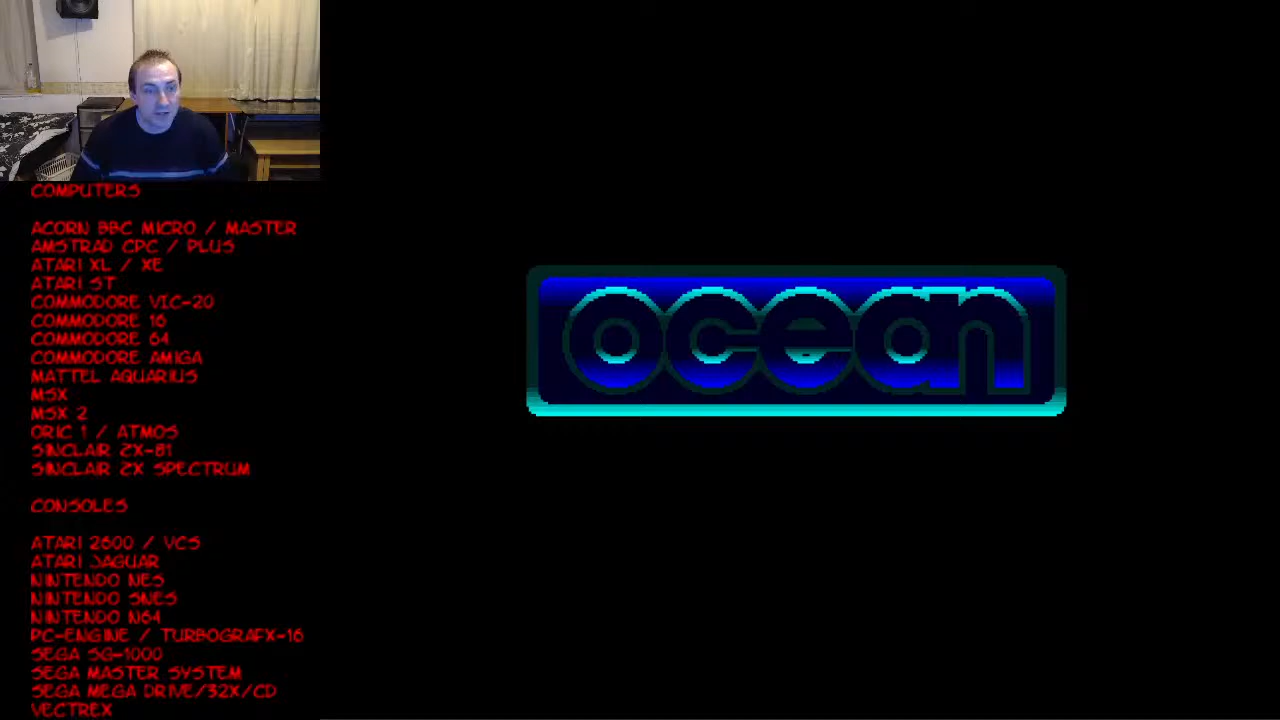 COMPUTERS
ACORN BBC MICRO / MASTER
AMSTRAD CPC / PLUS
ATARI XL / XE
ATARI ST
COMMODORE VIC-20
COMMODORE 16
COMMODORE 64
COMMODORE AMIGA
MATTEL AQUARIUS
MSX
MSX 2
ORIC 1 / ATMOS
SINCLAIR ZX-81
SINCLAIR ZX SPECTRUM
CONSOLES
ATARI 2600 / VCS
ATARI JAGUAR
NINTENDO NES
NINTENDO SNES
NINTENDO N64
PC-ENGINE / TURBOGRAFX-16
SEGA SG-1000
SEGA MASTER SYSTEM
SEGA MEGA DRIVE/32X/CD
VECTREX
ocean